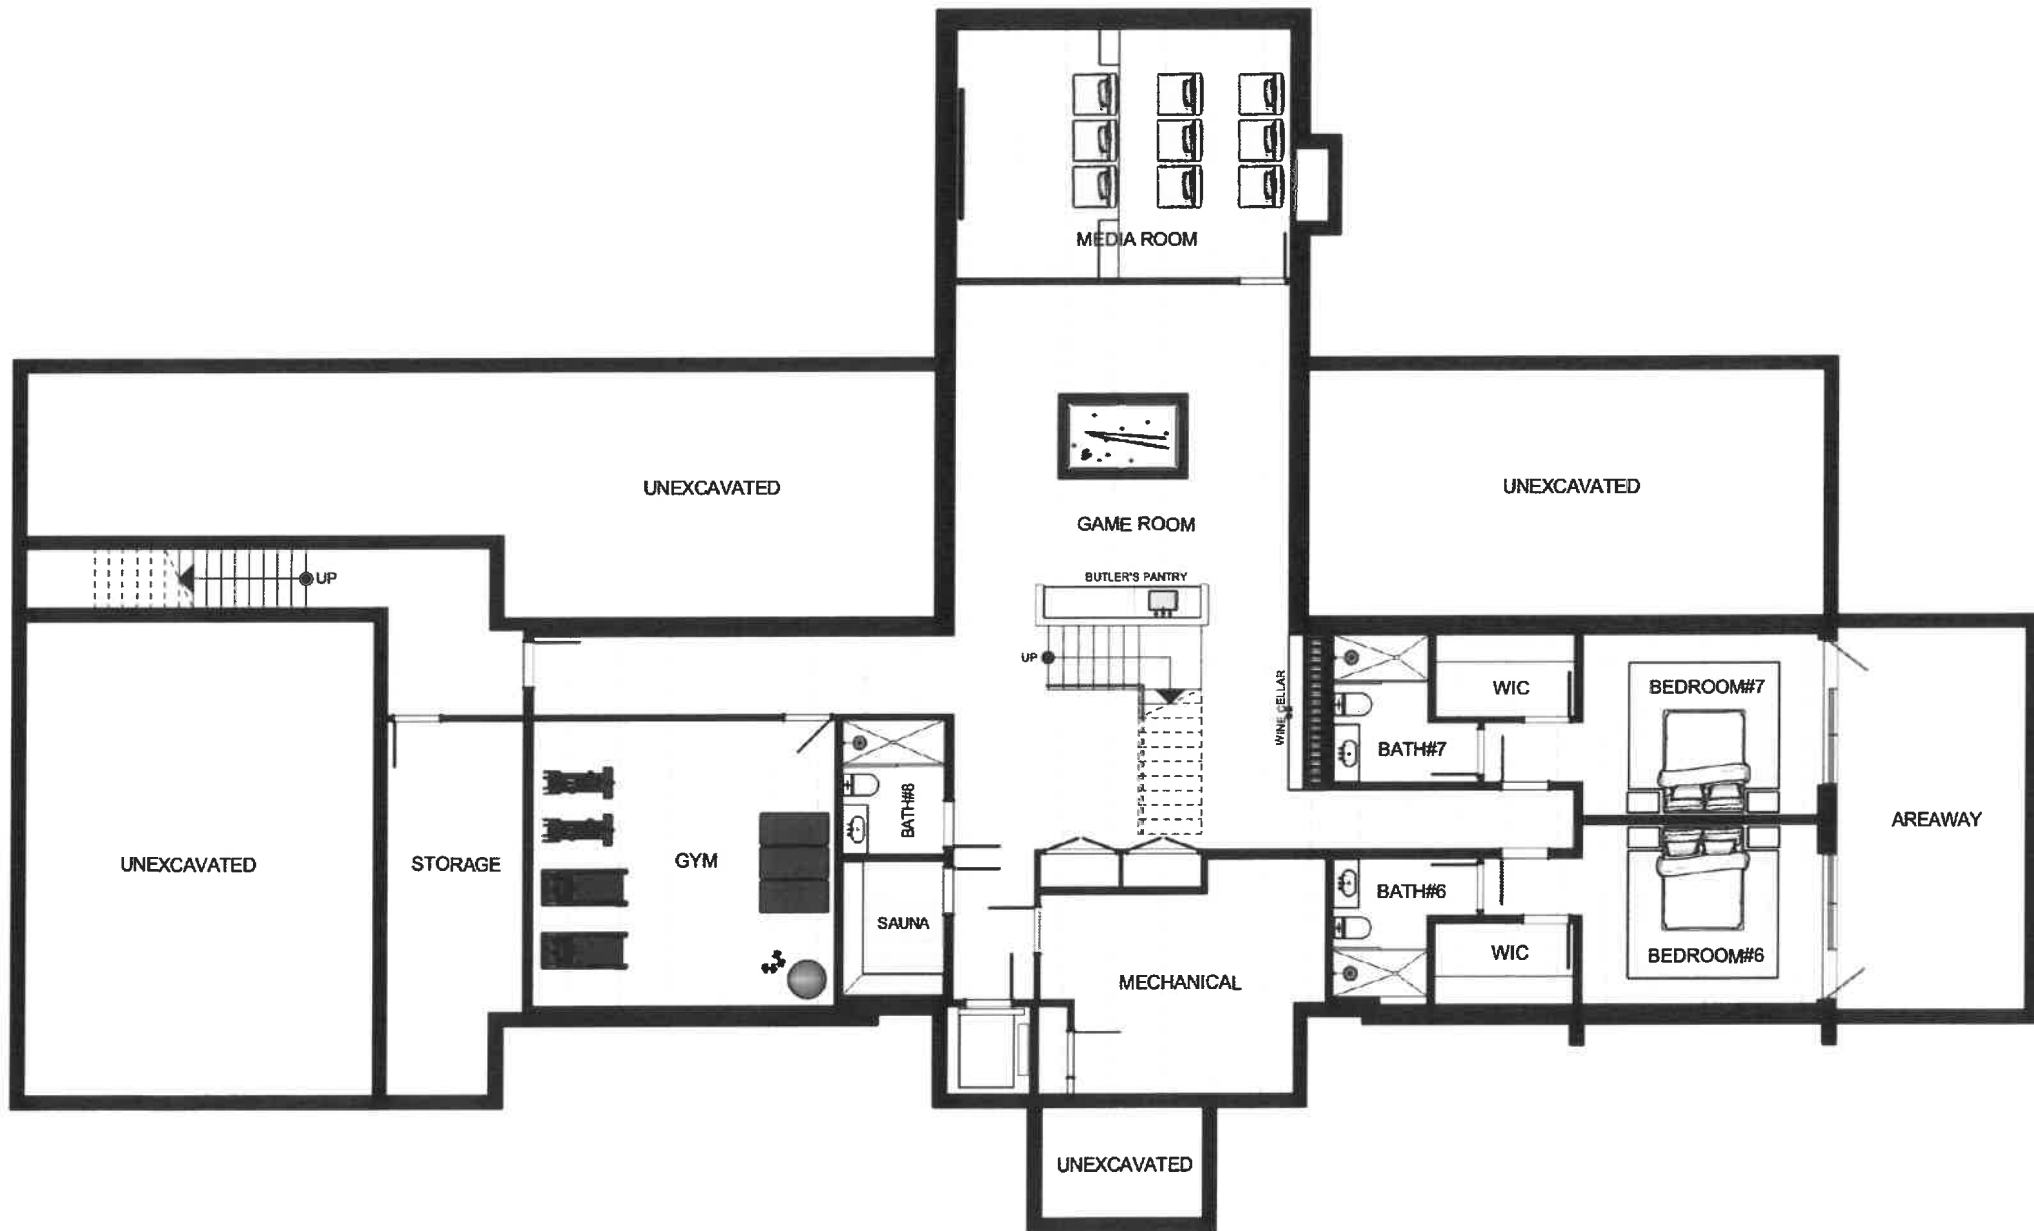 MEDIA ROOM
UNEXCAVATED
UNEXCAVATED
GAME ROOM
UP
BUTLER'S PANTRY
UP
WINE CELLAR
WIC
BEDROOM#7
BATH#7
BATH#8
UNEXCAVATED
STORAGE
GYM
AREAWAY
BATH#6
SAUNA
WIC
BEDROOM#6
MECHANICAL
UNEXCAVATED